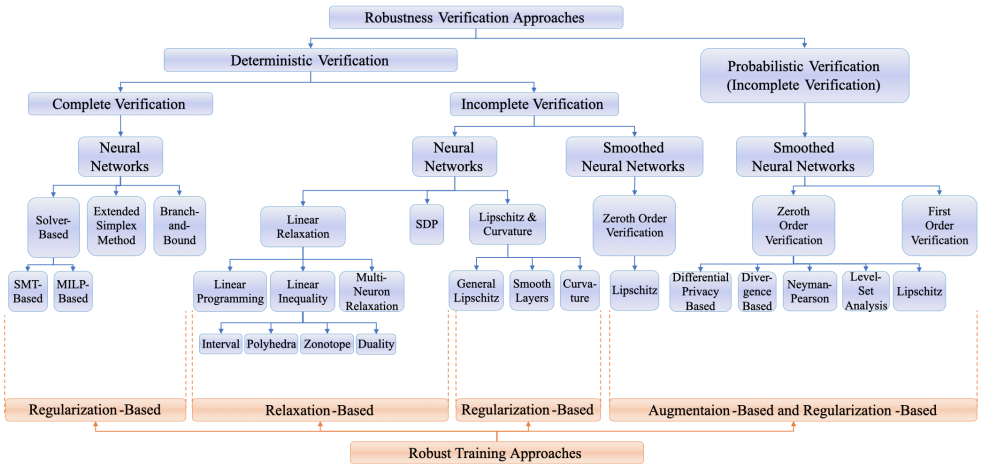 Robustness Verification Approaches
Deterministic Verification
Probabilistic Verification
(Incomplete Verification)
Complete Verification
Incomplete Verification
Neural
Networks
Neural
Networks
Smoothed
Neural Networks
Smoothed
Neural Networks
Solver-
Based
Extended
Simplex
Method
Branch-
and-
Bound
Linear
Relaxation
SDP
Lipschitz &
Curvature
Zeroth Order
Verification
Zeroth
Order
Verification
First
Order
Verification
SMT-
Based
MILP-
Based
Linear
Programming
Linear
Inequality
Multi-
Neuron
Relaxation
General
Lipschitz
Smooth
Layers
Curva-
ture
Lipschitz
Differential
Privacy
Based
Div-
ergence
Based
Neyman-
Pearson
Level-
Set
Analysis
Lipschitz
Interval
Polyhedra
Zonotope
Duality
Regularization -Based
Relaxation-Based
Regularization-Based
Augmentaion-Based and Regularization -Based
Robust Training Approaches